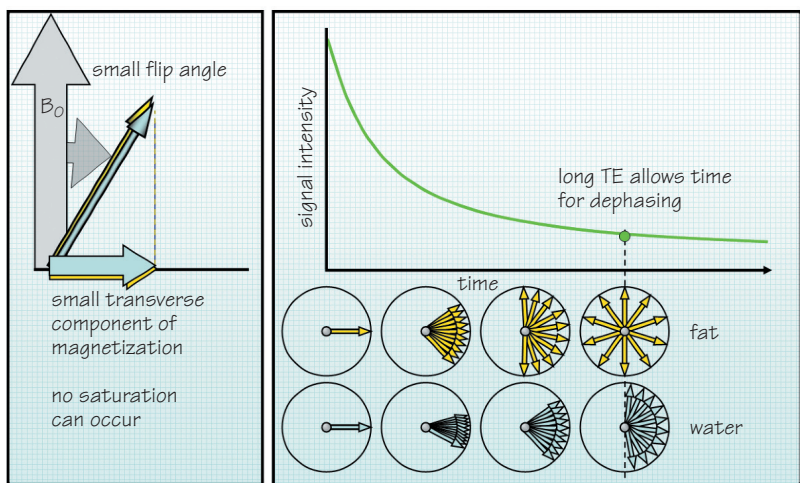 small flip angle
B0
small transverse
component of
magnetization
no saturation
can occur
signal intensity
long TE allows time
for dephasing
time
fat
water